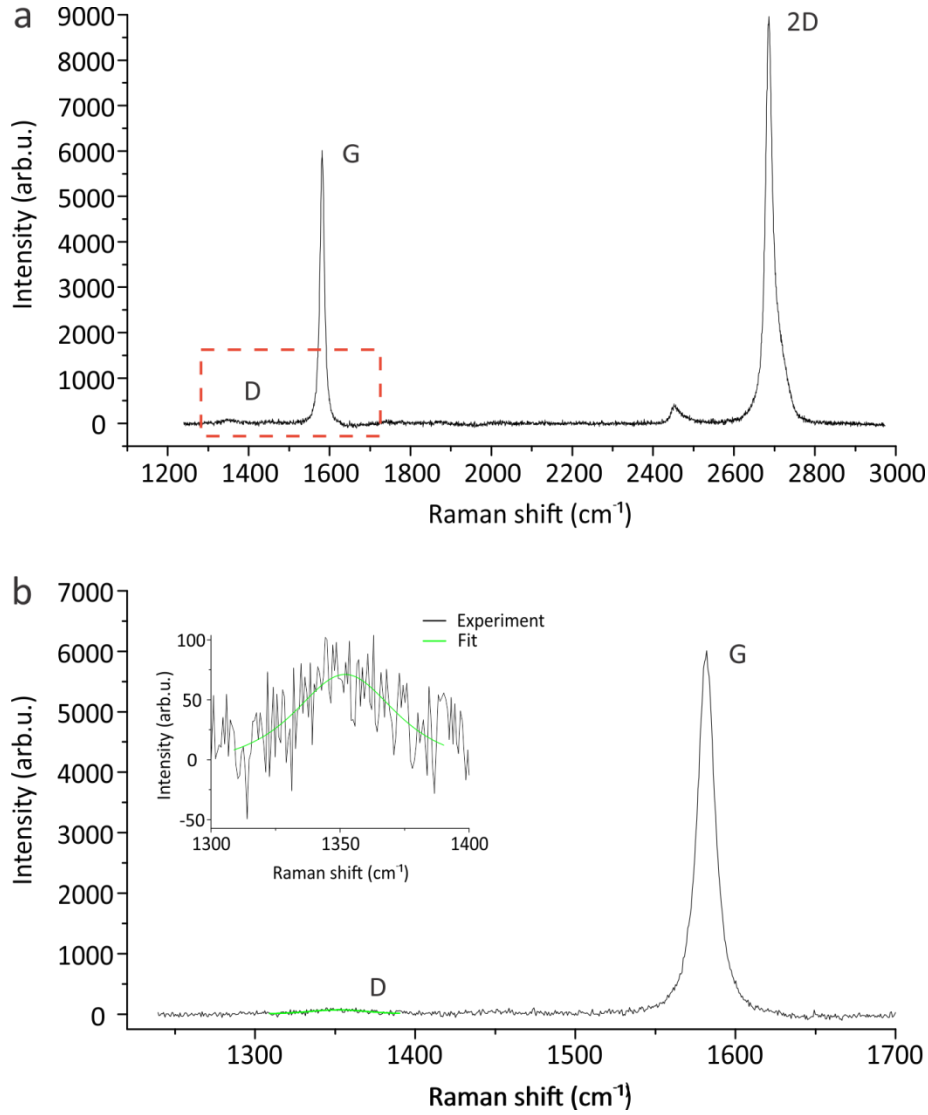 a
9000
8000
7000
6000
5000
4000
3000
2000
1000
0
Intensity (arb.u.)
2D
G
D
1200 1400 1600 1800 2000 2200 2400 2600 2800 3000
Raman shift (cm⁻¹)
b
7000
6000
5000
4000
3000
2000
1000
0
Intensity (arb.u.)
100
50
0
-50
Intensity (arb.u.)
Experiment
Fit
1300 1350 1400
Raman shift (cm⁻¹)
G
D
1300 1400 1500 1600 1700
Raman shift (cm⁻¹)